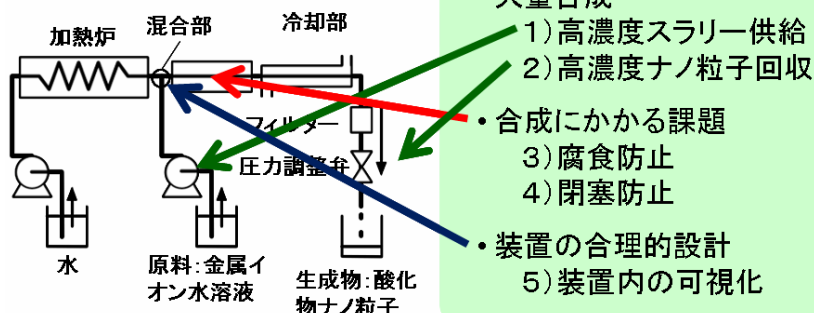 加熱炉
混合部
冷却部
フィルター
圧力調整弁
水
原料:金属イ
オン水溶液
生成物:酸化
物ナノ粒子
1)高濃度スラリー供給
2)高濃度ナノ粒子回収
・合成にかかる課題
3)腐食防止
4)閉塞防止
・装置の合理的設計
5)装置内の可視化